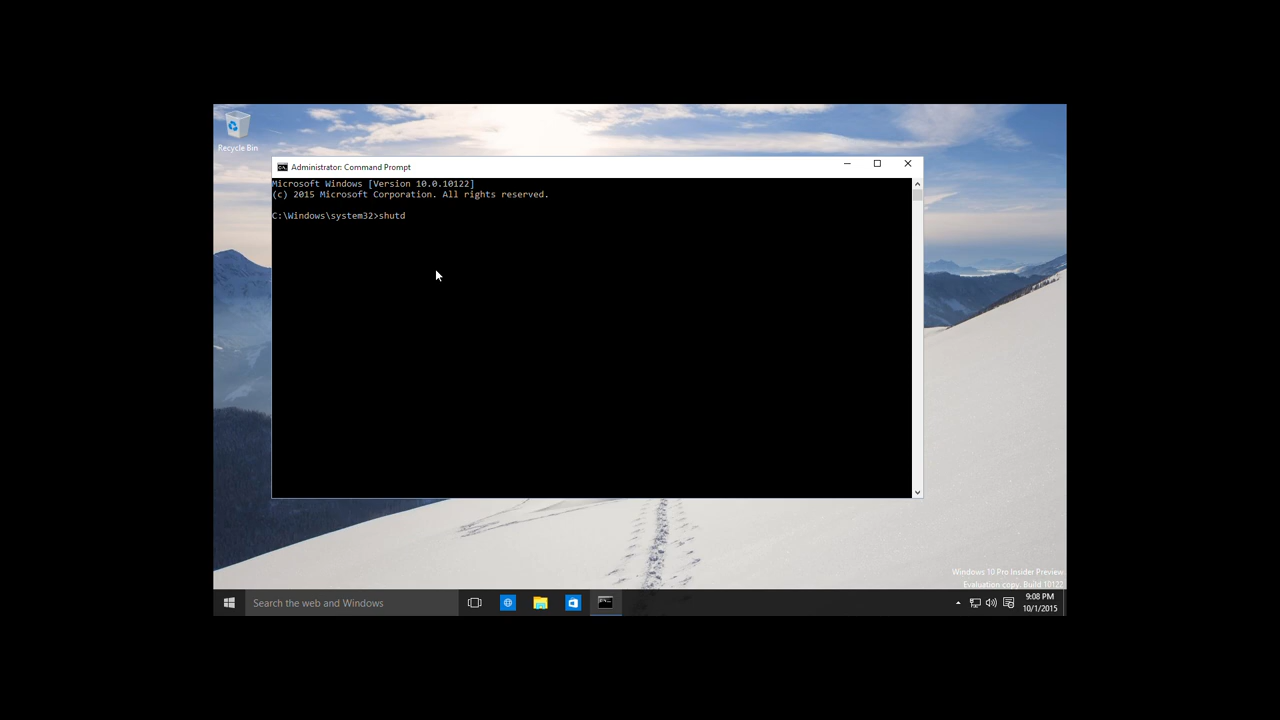 Recycle Bin
Administrator: Command Prompt
Microsoft Windows [Version 10.0.10122]
(c) 2015 Microsoft Corporation. All rights reserved.
C:\Windows\system32>shutd
Windows 10 Pro Insider Preview
Evaluation copy. Build 10122
Search the web and Windows
9:08 PM
10/1/2015